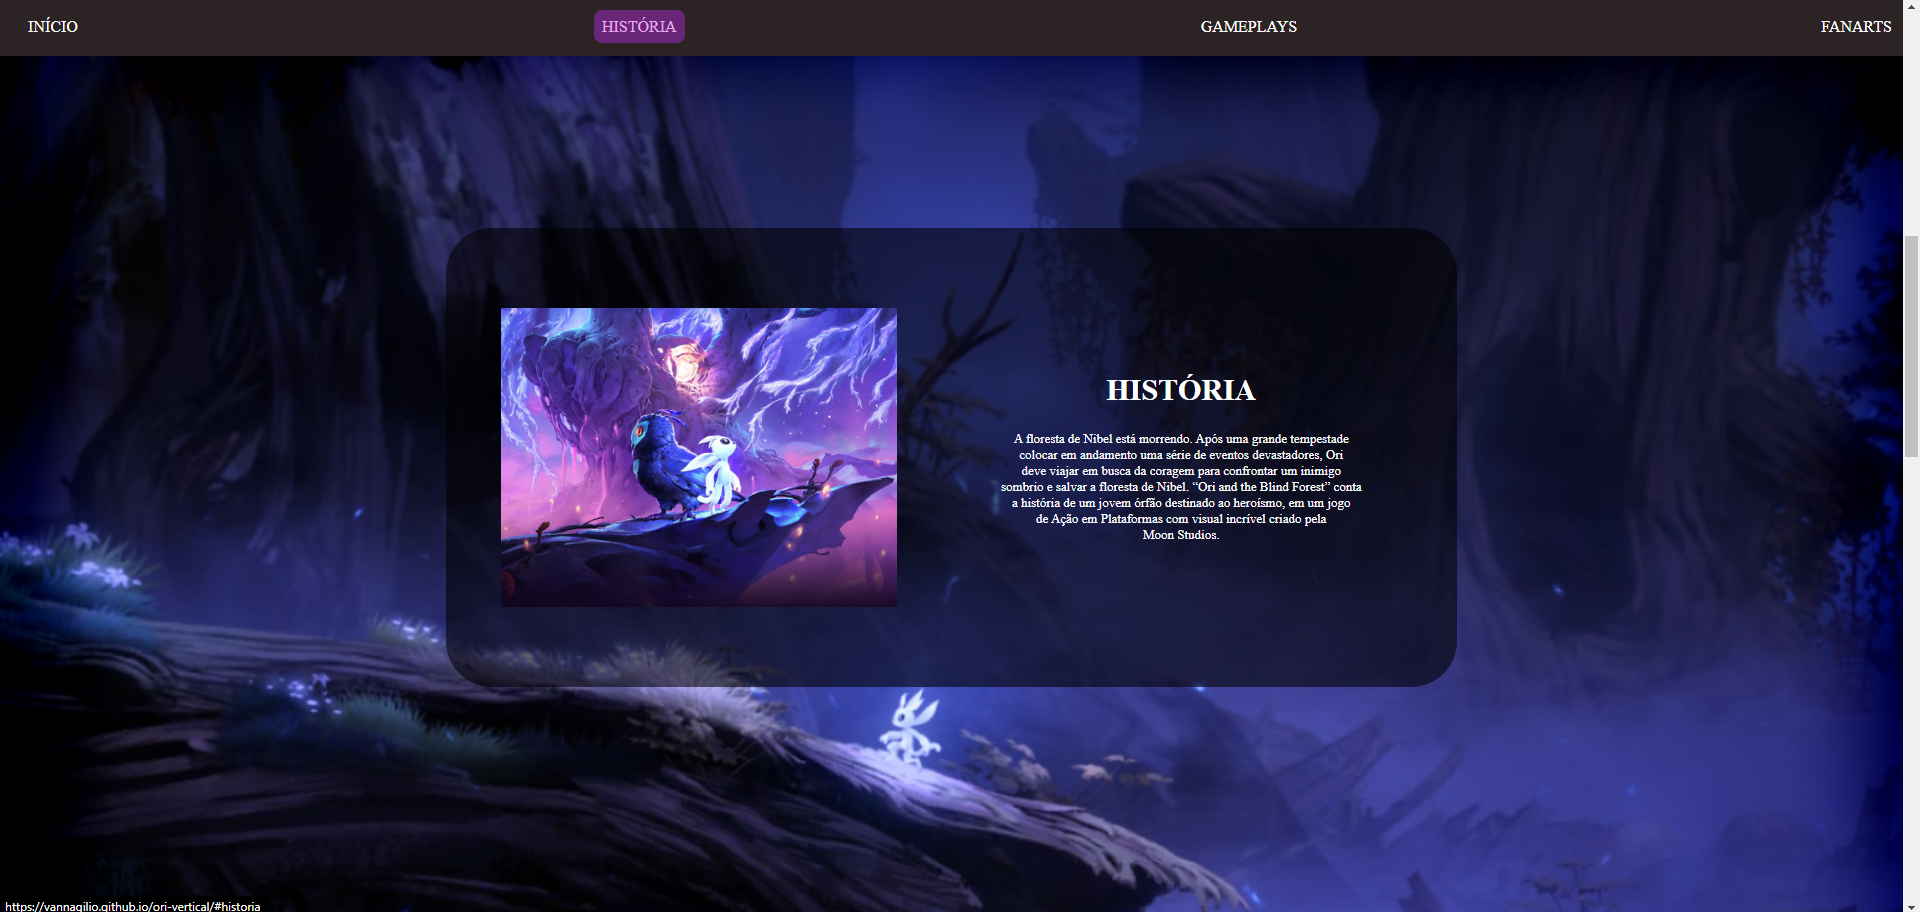 INÍCIO
HISTÓRIA
GAMEPLAYS
FANARTS
HISTÓRIA
A floresta de Nibel está morrendo. Após uma grande tempestade
colocar em andamento uma série de eventos devastadores, Ori
deve viajar em busca da coragem para confrontar um inimigo
sombrio e salvar a floresta de Nibel. “Ori and the Blind Forest” conta
a história de um jovem órfão destinado ao heroísmo, em um jogo
de Ação em Plataformas com visual incrível criado pela
Moon Studios.
https://vannagilio.github.io/ori-vertical/#historia